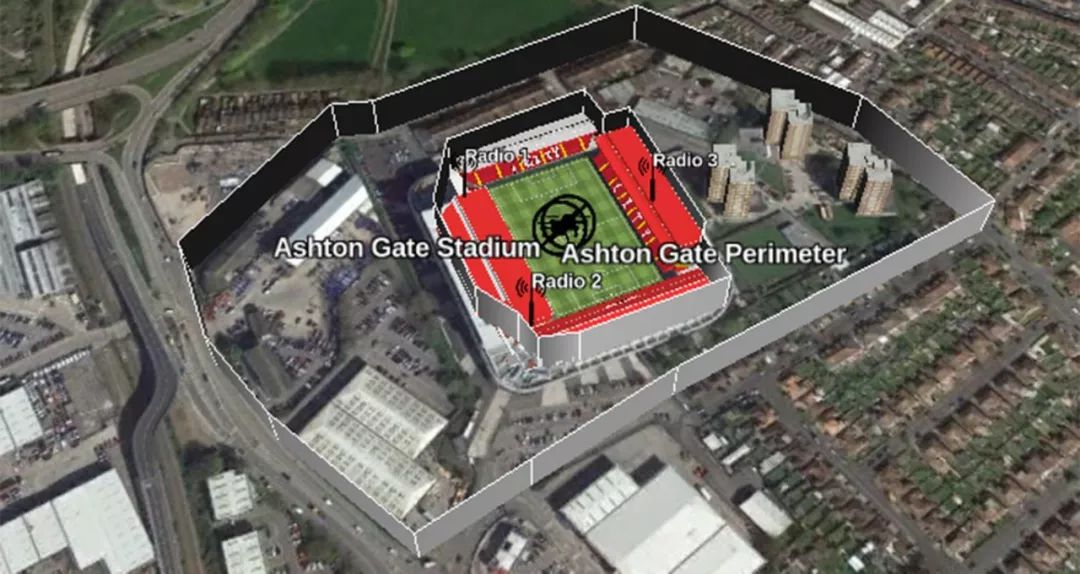 Radio 1
Radio 3
Ashton Gate Stadium
Ashton Gate Perimeter
Radio 2